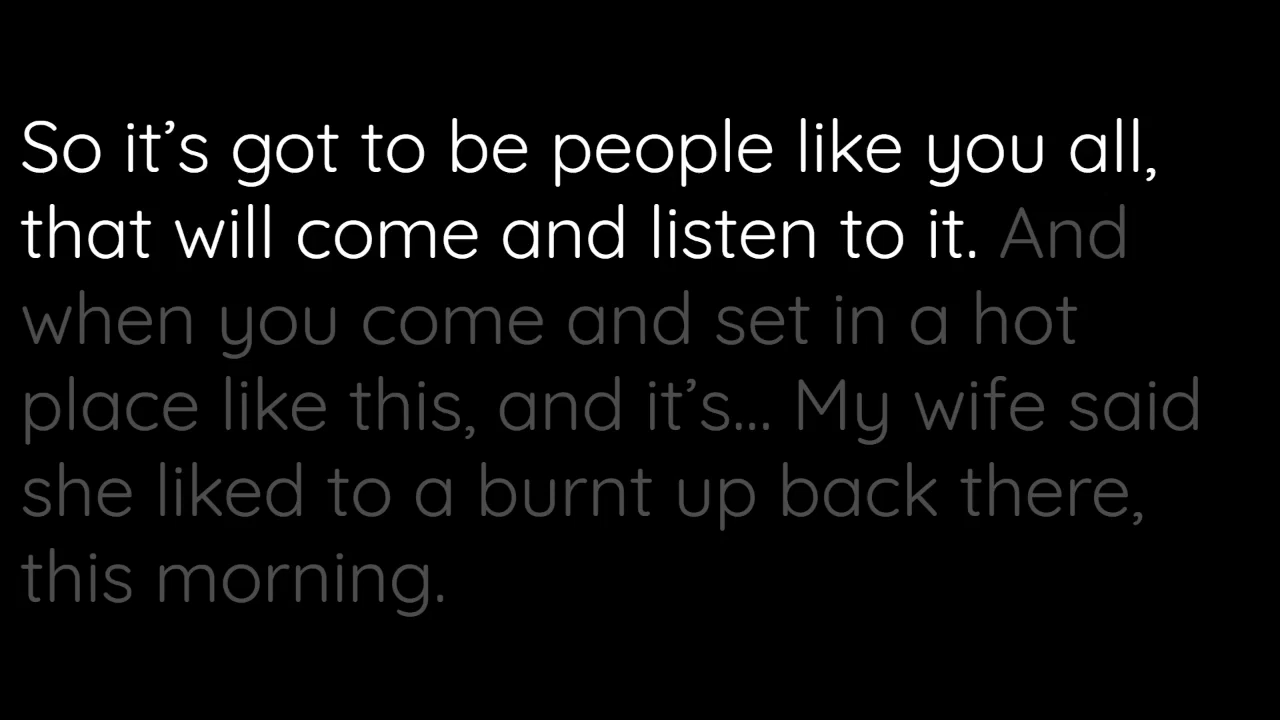 So it’s got to be people like you all,
that will come and listen to it. And
when you come and set in a hot
place like this, and it’s... My wife said
she liked to a burnt up back there,
this morning.